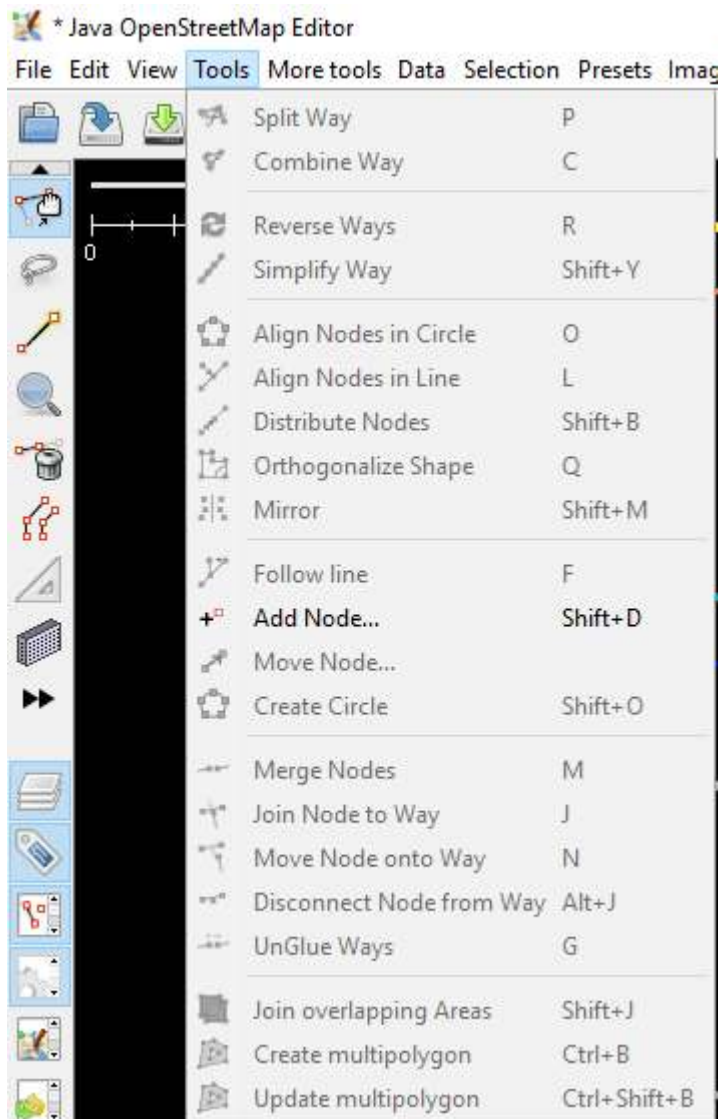 * Java OpenStreetMap Editor
File Edit View Tools More tools Data Selection Presets
0
Split Way P
Combine Way C
Reverse Ways R
Simplify Way Shift+Y
Align Nodes in Circle O
Align Nodes in Line L
Distribute Nodes Shift+B
Orthogonalize Shape Q
Mirror Shift+M
Follow line F
Add Node... Shift+D
Move Node...
Create Circle Shift+O
Merge Nodes M
Join Node to Way J
Move Node onto Way N
Disconnect Node from Way Alt+J
UnGlue Ways G
Join overlapping Areas Shift+J
Create multipolygon Ctrl+B
Update multipolygon Ctrl+Shift+B